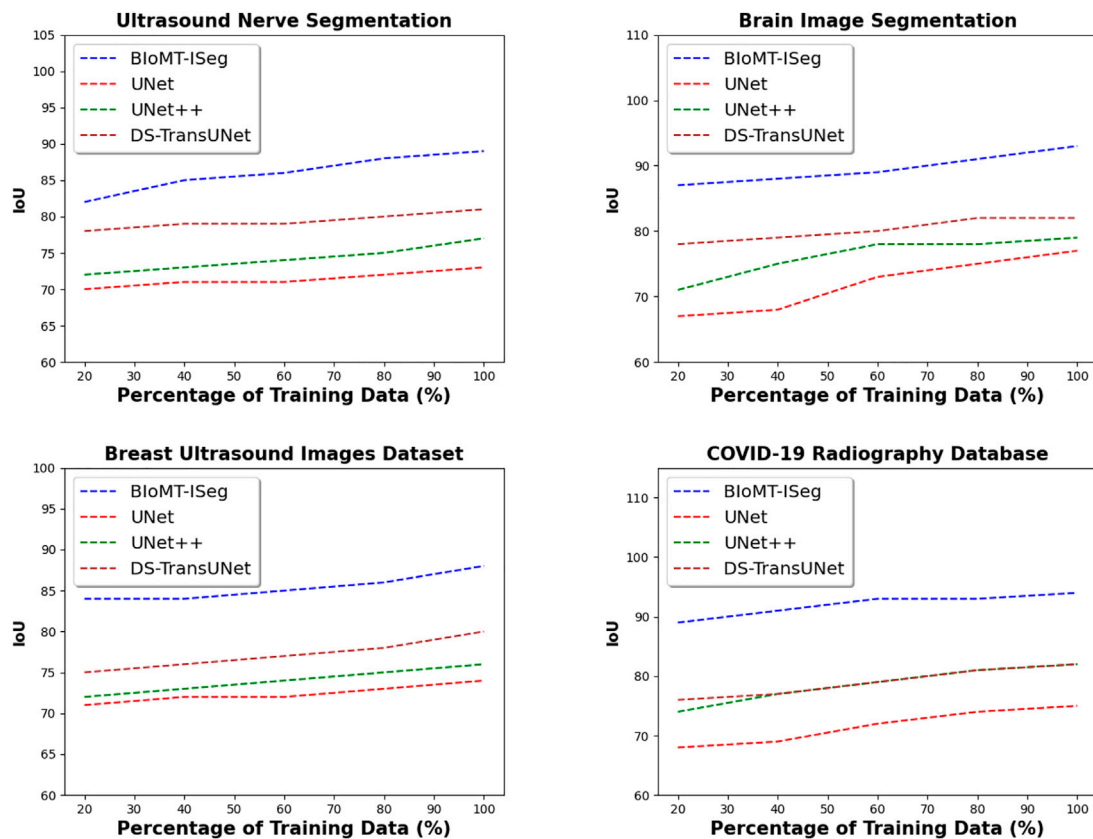 Ultrasound Nerve Segmentation
105
100
95
90
85
80
75
70
65
60
IoU
BIoMT-ISeg
UNet
UNet++
DS-TransUNet
20 30 40 50 60 70 80 90 100
Percentage of Training Data (%)
Brain Image Segmentation
110
100
90
80
70
60
IoU
BIoMT-ISeg
UNet
UNet++
DS-TransUNet
20 30 40 50 60 70 80 90 100
Percentage of Training Data (%)
Breast Ultrasound Images Dataset
100
95
90
85
80
75
70
65
60
IoU
BIoMT-ISeg
UNet
UNet++
DS-TransUNet
20 30 40 50 60 70 80 90 100
Percentage of Training Data (%)
COVID-19 Radiography Database
110
100
90
80
70
60
IoU
BIoMT-ISeg
UNet
UNet++
DS-TransUNet
20 30 40 50 60 70 80 90 100
Percentage of Training Data (%)